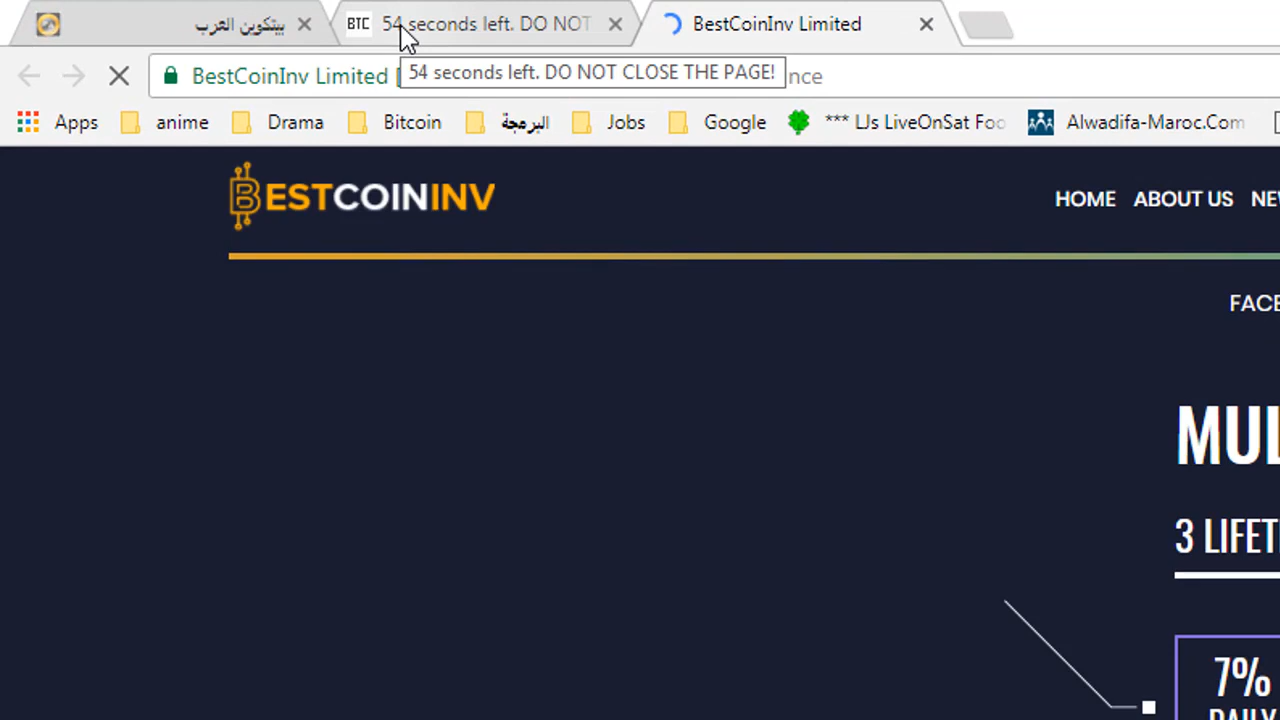 بيتكوين العرب
BTC 54 seconds left. DO NOT
BestCoinInv Limited
BestCoinInv Limited
54 seconds left. DO NOT CLOSE THE PAGE!
nce
Apps anime Drama Bitcoin البرمجة Jobs Google *** LJs LiveOnSat Foo Alwadifa-Maroc.Com
BESTCOININV
HOME ABOUT US NEV
FACE
MUL
3 LIFET
7%
DAILY